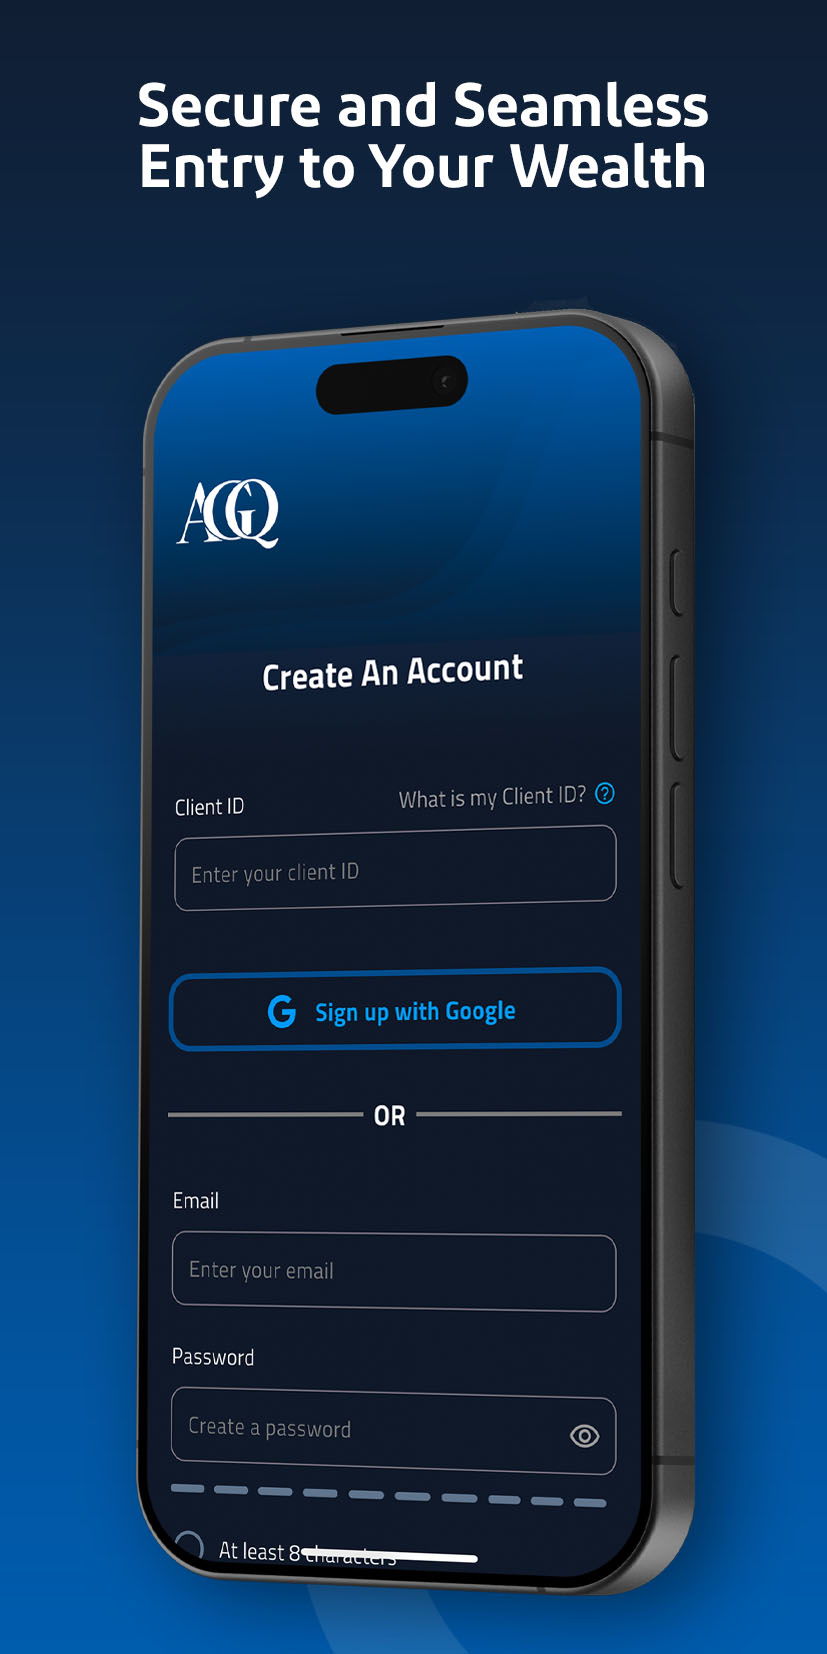 Secure and Seamless
Entry to Your Wealth
AGQ
Create An Account
Client ID
What is my Client ID?
Enter your client ID
G Sign up with Google
OR
Email
Enter your email
Password
Create a password
At least 8 characters